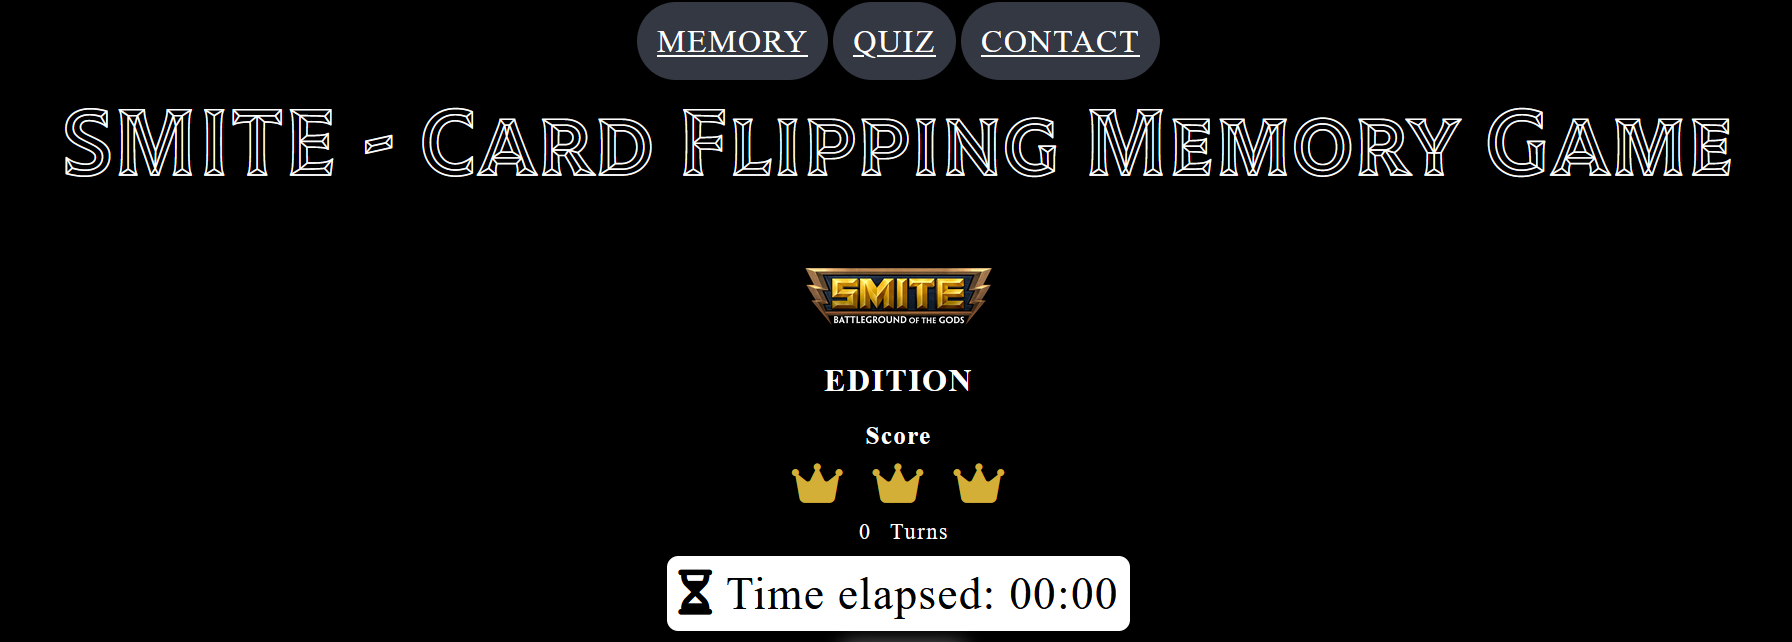 MEMORY QUIZ CONTACT
SMITE - Card Flipping Memory Game
SMITE
BATTLEGROUND OF THE GODS
EDITION
Score
0 Turns
Time elapsed: 00:00